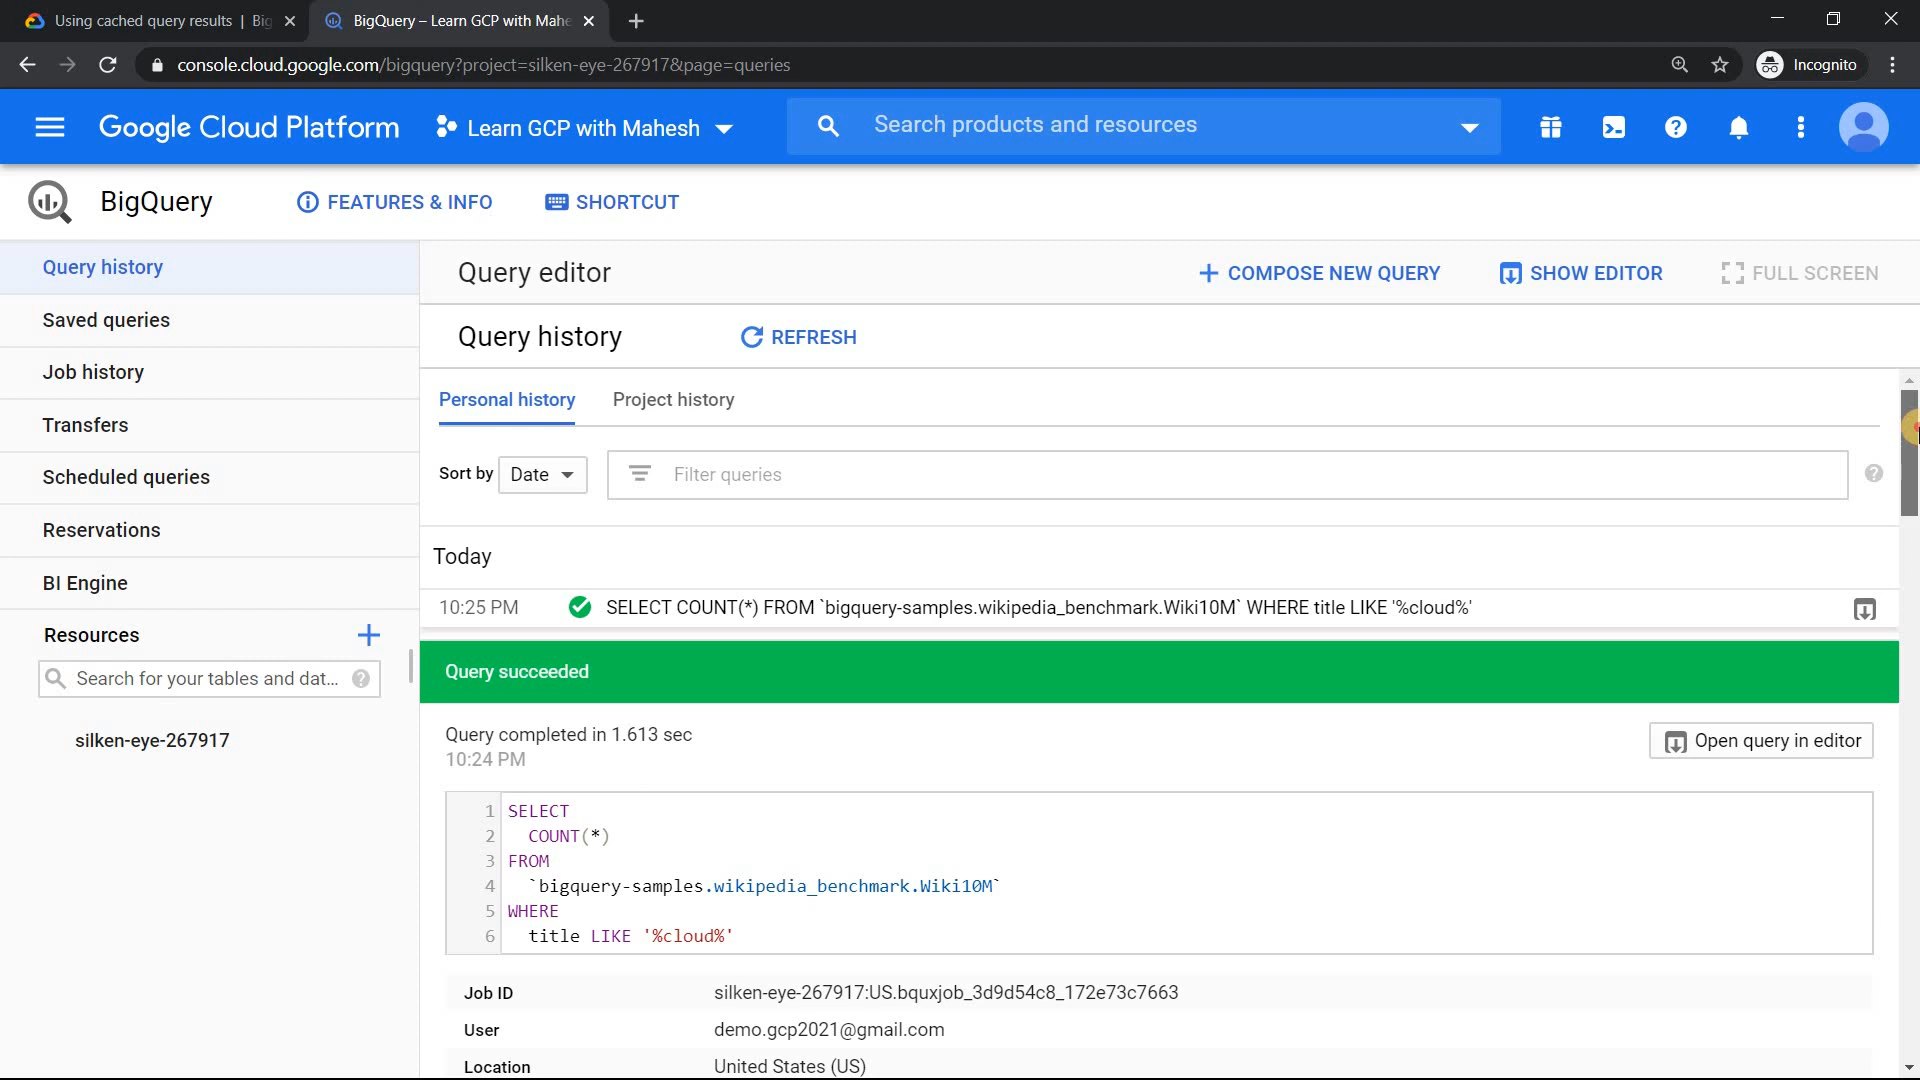 Using cached query results | Big
BigQuery – Learn GCP with Mahe
console.cloud.google.com/bigquery?project=silken-eye-267917&page=queries
Incognito
Google Cloud Platform
Learn GCP with Mahesh
Search products and resources
BigQuery
FEATURES & INFO
SHORTCUT
Query history
Saved queries
Job history
Transfers
Scheduled queries
Reservations
BI Engine
Resources
Search for your tables and dat...
silken-eye-267917
Query editor
COMPOSE NEW QUERY
SHOW EDITOR
FULL SCREEN
Query history
REFRESH
Personal history
Project history
Sort by
Date
Filter queries
Today
10:25 PM
SELECT COUNT(*) FROM `bigquery-samples.wikipedia_benchmark.Wiki10M` WHERE title LIKE '%cloud%'
Query succeeded
Query completed in 1.613 sec
10:24 PM
Open query in editor
1 SELECT
2 COUNT(*)
3 FROM
4 `bigquery-samples.wikipedia_benchmark.Wiki10M`
5 WHERE
6 title LIKE '%cloud%'
Job ID silken-eye-267917:US.bquxjob_3d9d54c8_172e73c7663
User demo.gcp2021@gmail.com
Location United States (US)